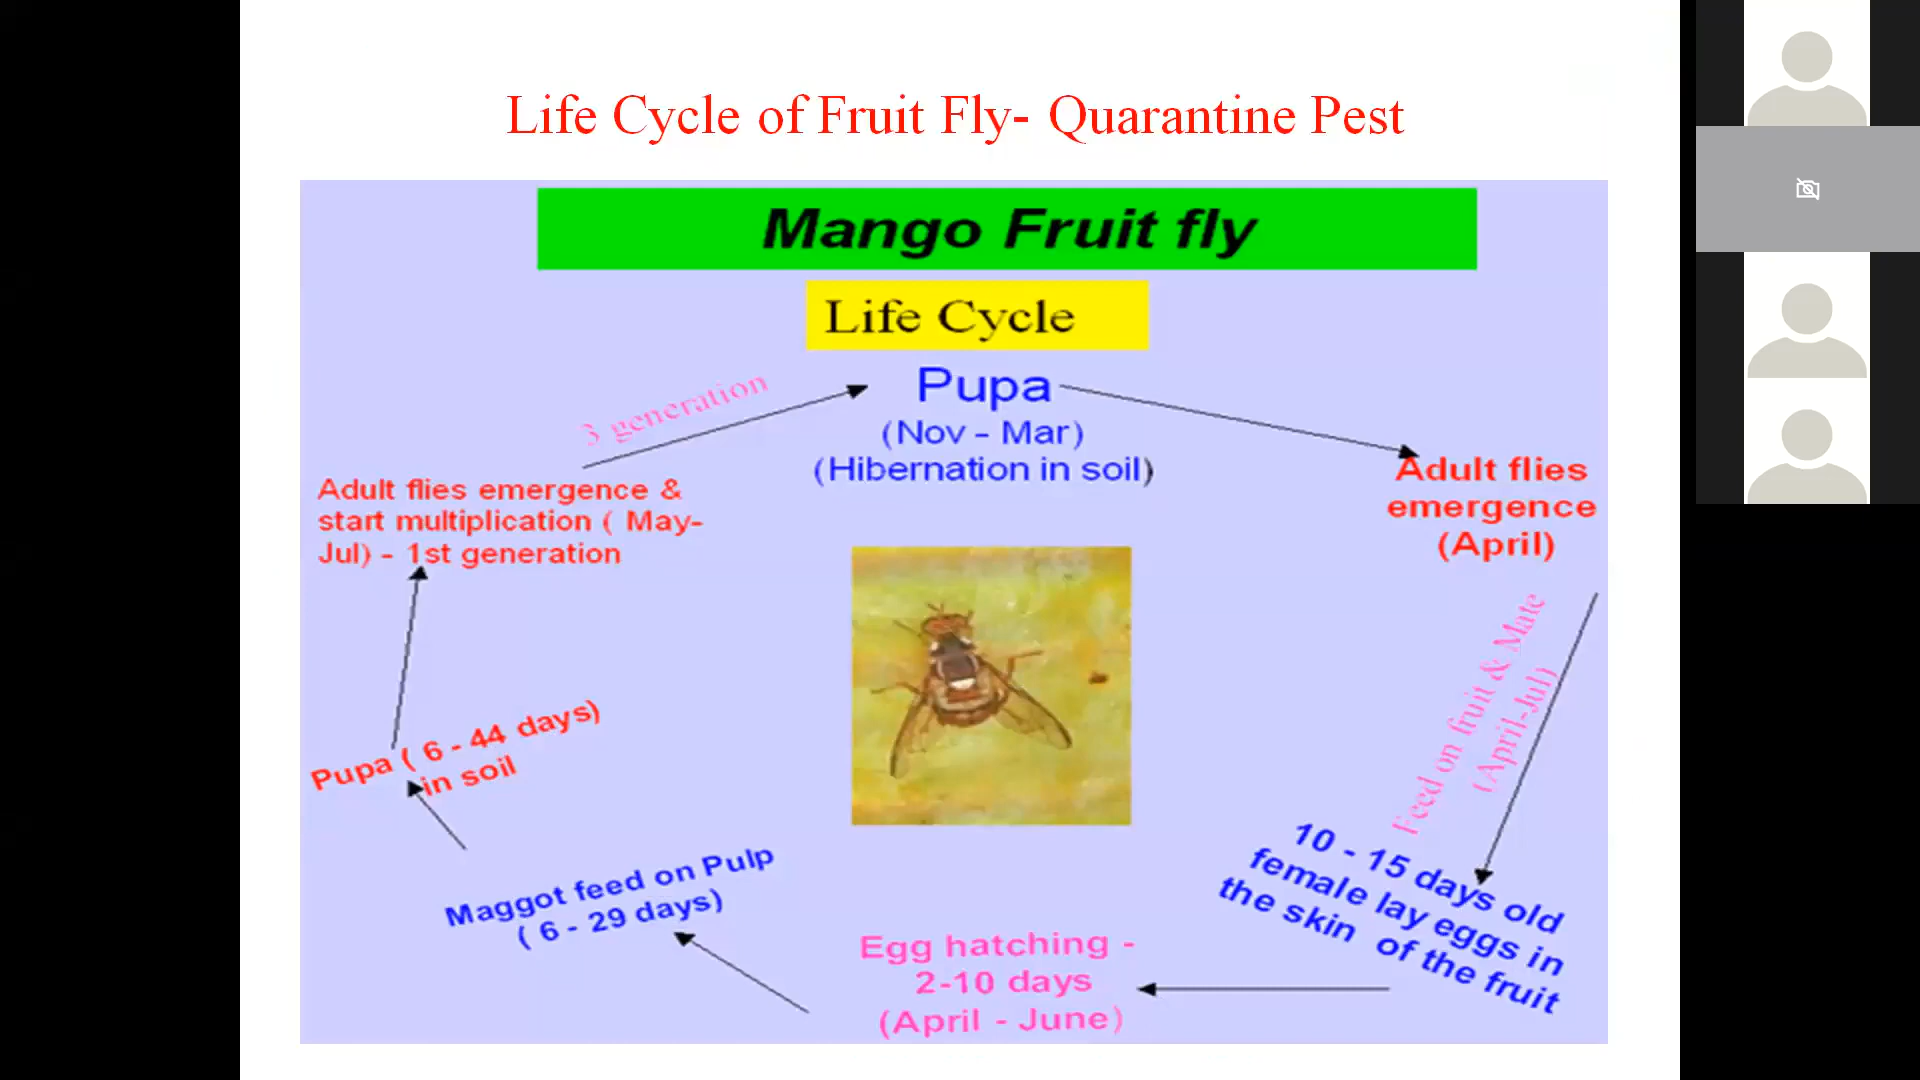 Life Cycle of Fruit Fly- Quarantine Pest
Mango Fruit fly
Life Cycle
Pupa
(Nov - Mar)
(Hibernation in soil)
Adult flies
emergence
(April)
Feed on fruit & Mate
(April-Jul)
10 - 15 days old
female lay eggs in
the skin of the fruit
Egg hatching -
2-10 days
(April - June)
Maggot feed on Pulp
( 6 - 29 days)
Pupa ( 6 - 44 days)
in soil
Adult flies emergence &
start multiplication ( May-
Jul) - 1st generation
3 generation